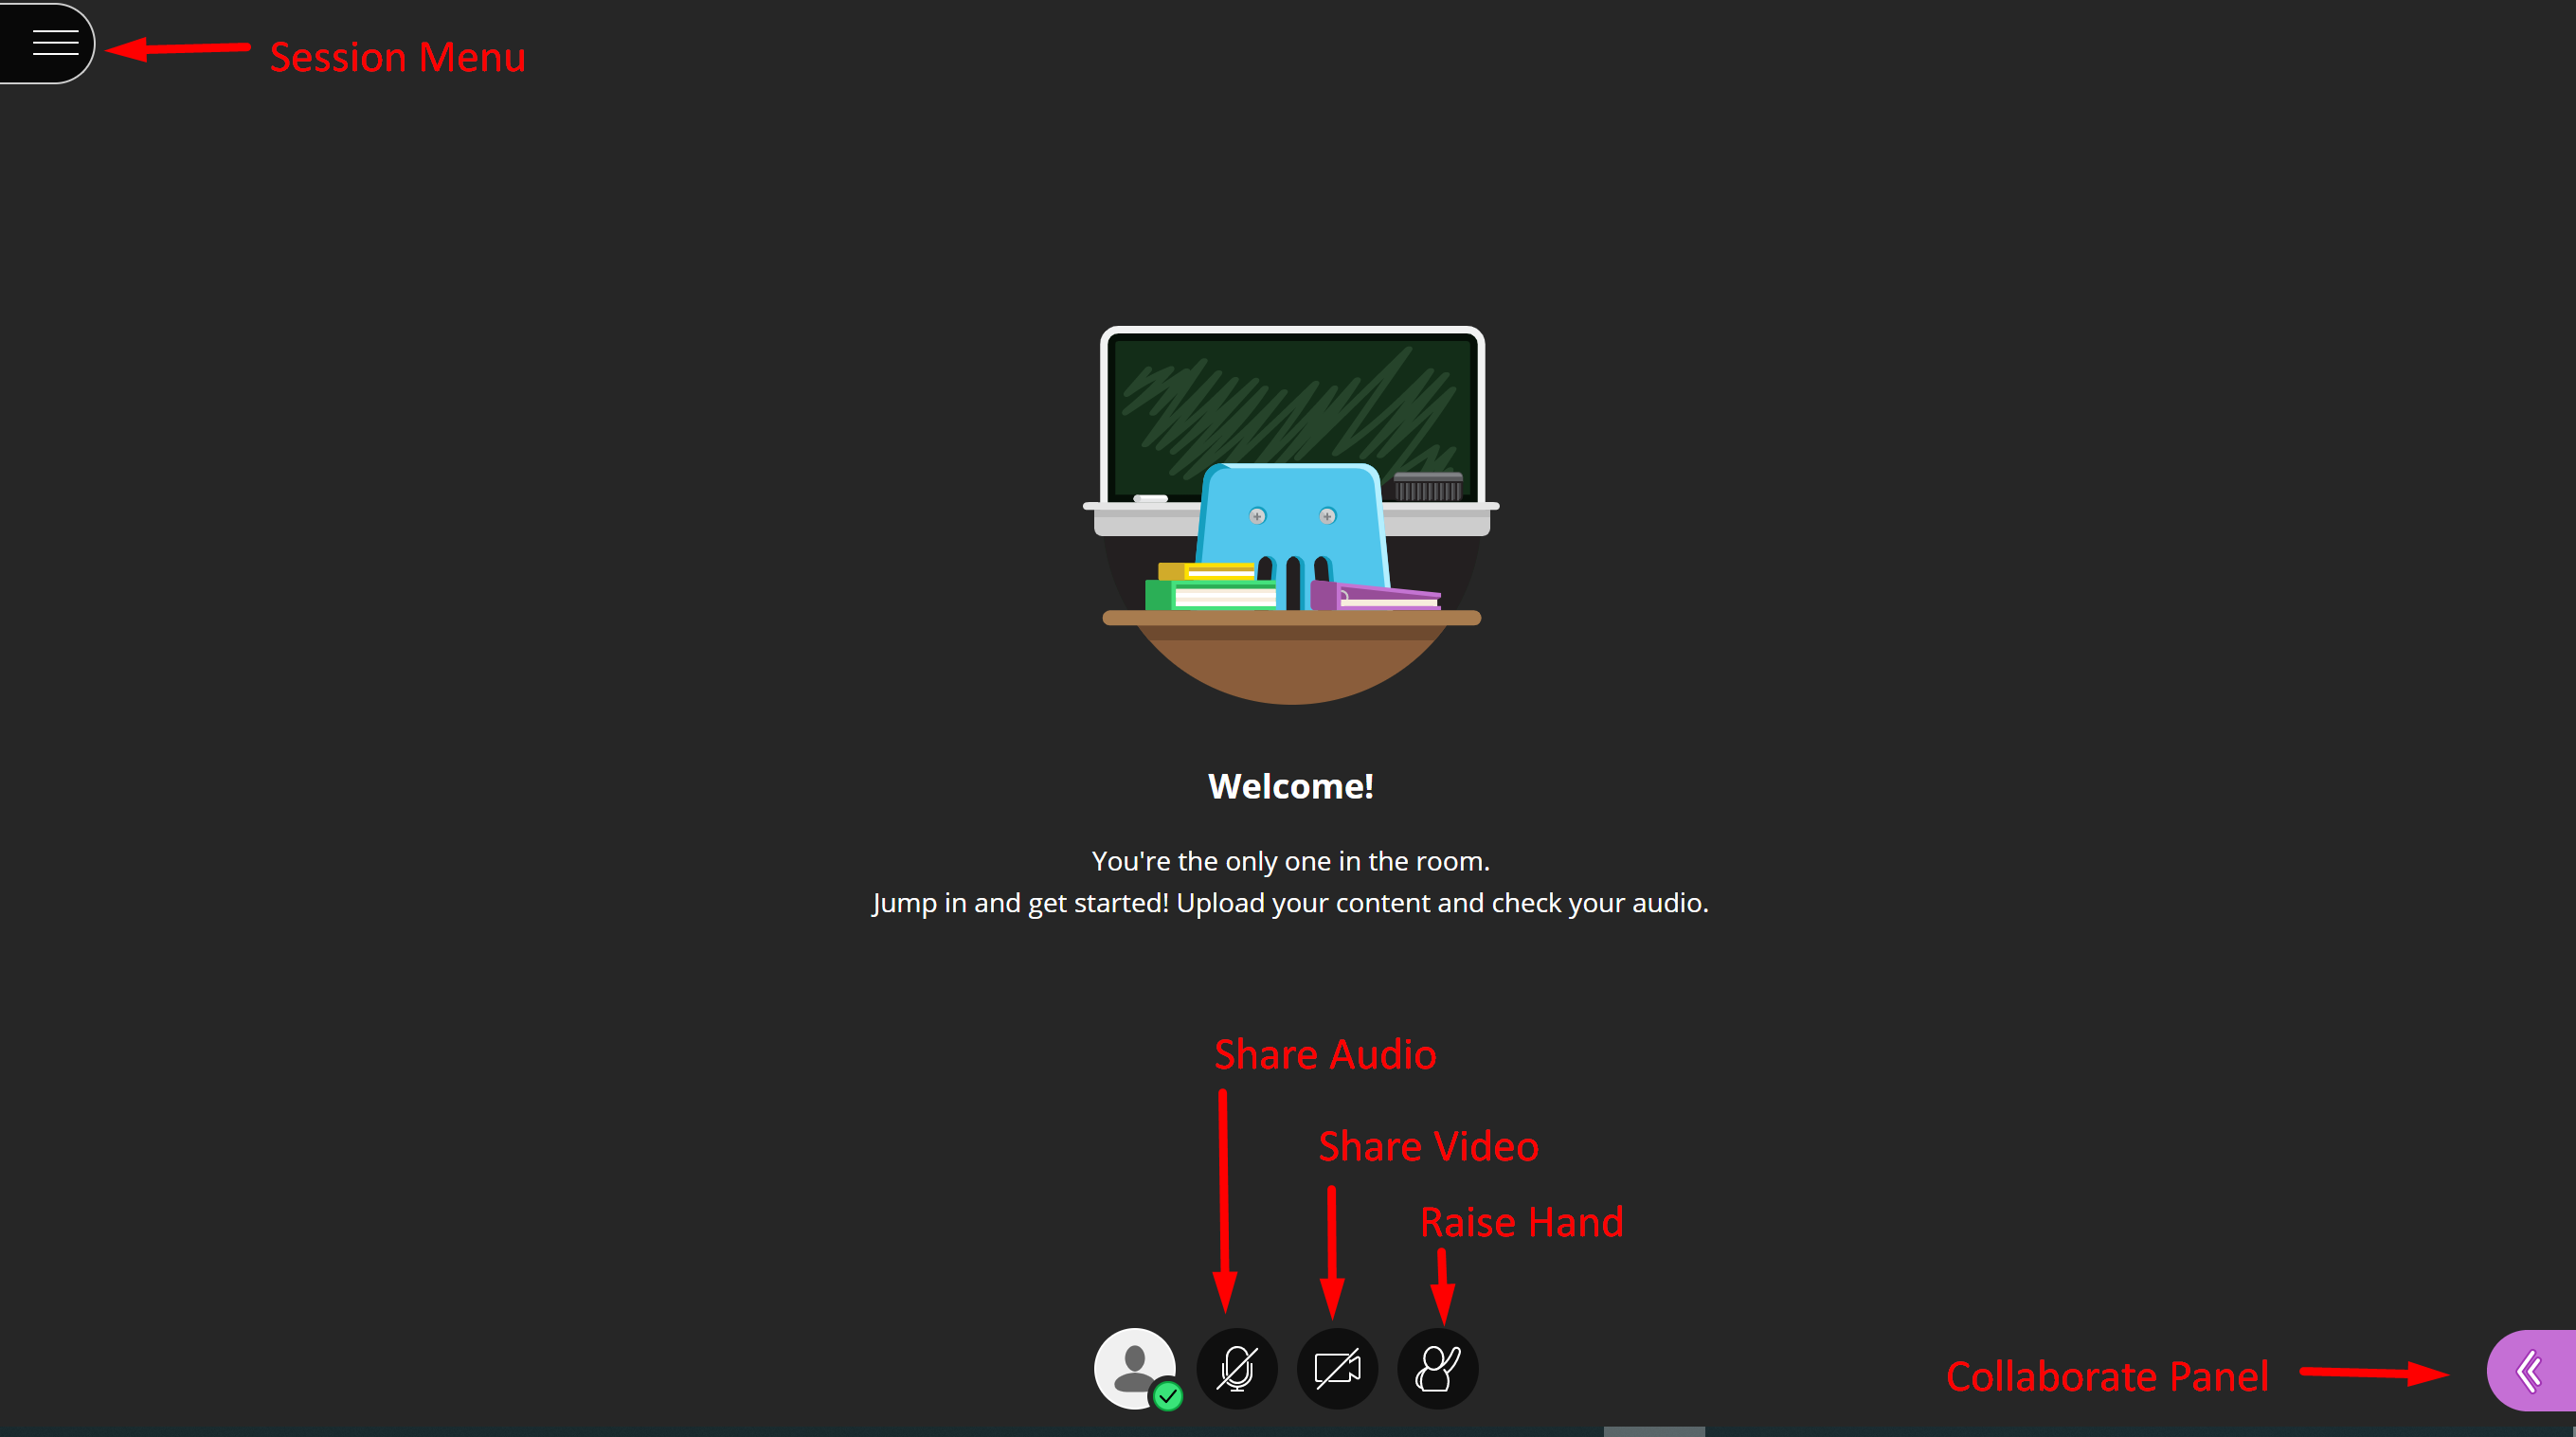 Session Menu
Welcome!
You're the only one in the room.
Jump in and get started! Upload your content and check your audio.
Share Audio
Share Video
Raise Hand
Collaborate Panel